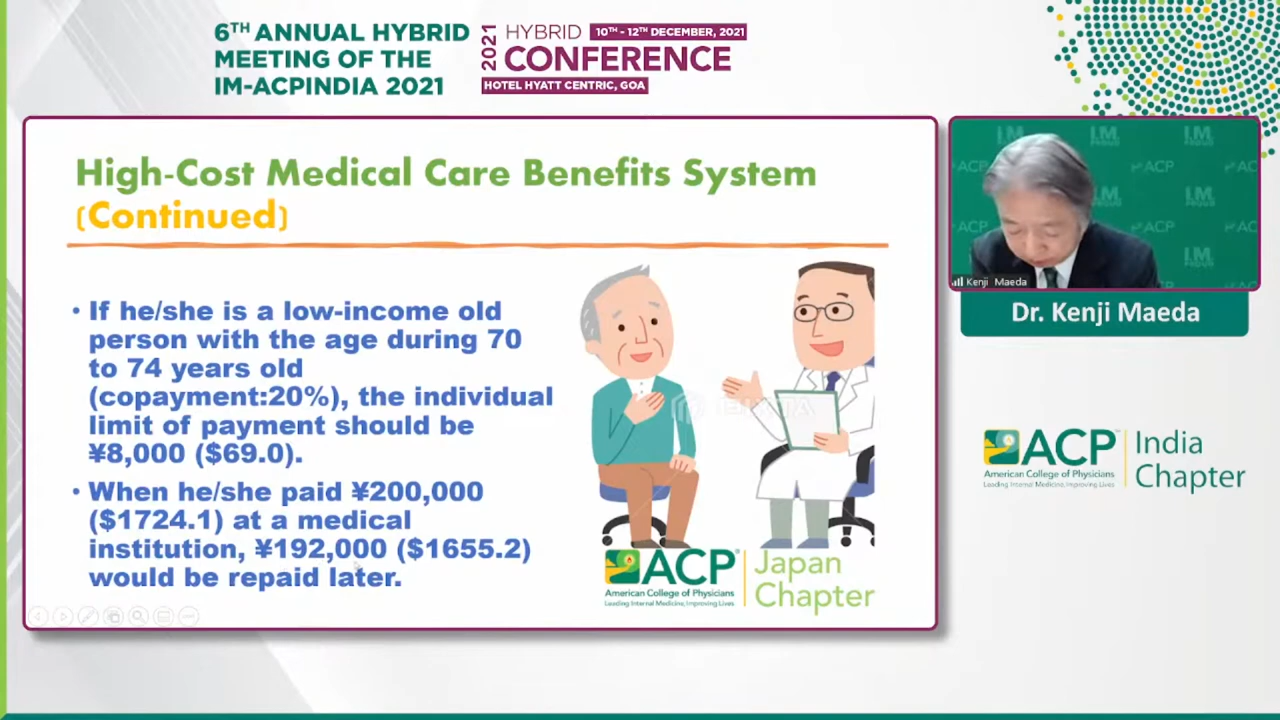 6TH ANNUAL HYBRID
MEETING OF THE
IM-ACPINDIA 2021
2021
HYBRID 10TH - 12TH DECEMBER, 2021
CONFERENCE
HOTEL HYATT CENTRIC, GOA
High-Cost Medical Care Benefits System
(Continued)
• If he/she is a low-income old
person with the age during 70
to 74 years old
(copayment:20%), the individual
limit of payment should be
¥8,000 ($69.0).
• When he/she paid ¥200,000
($1724.1) at a medical
institution, ¥192,000 ($1655.2)
would be repaid later.
ACP®
American College of Physicians
Leading Internal Medicine, Improving Lives
Japan
Chapter
I.M.
PROUD
ACP
Kenji Maeda
Dr. Kenji Maeda
ACP™
American College of Physicians
Leading Internal Medicine, Improving Lives
India
Chapter